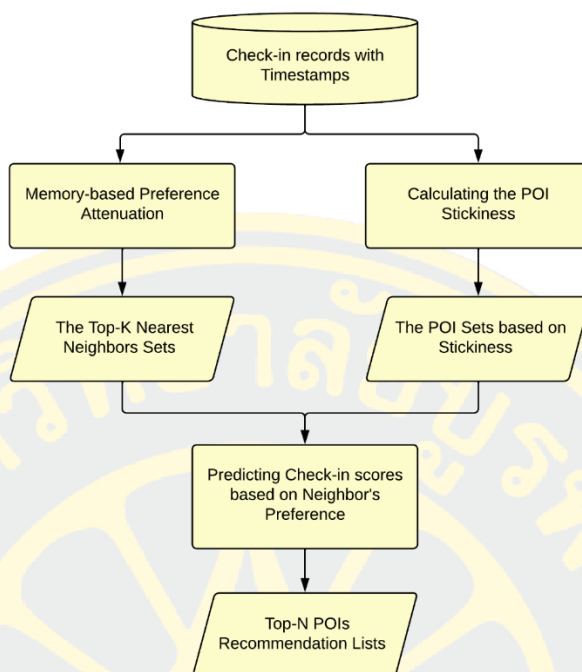 Check-in records with
Timestamps
Memory-based Preference
Attenuation
Calculating the POI
Stickiness
The Top-K Nearest
Neighbors Sets
The POI Sets based on
Stickiness
Predicting Check-in scores
based on Neighbor's
Preference
Top-N POIs
Recommendation Lists